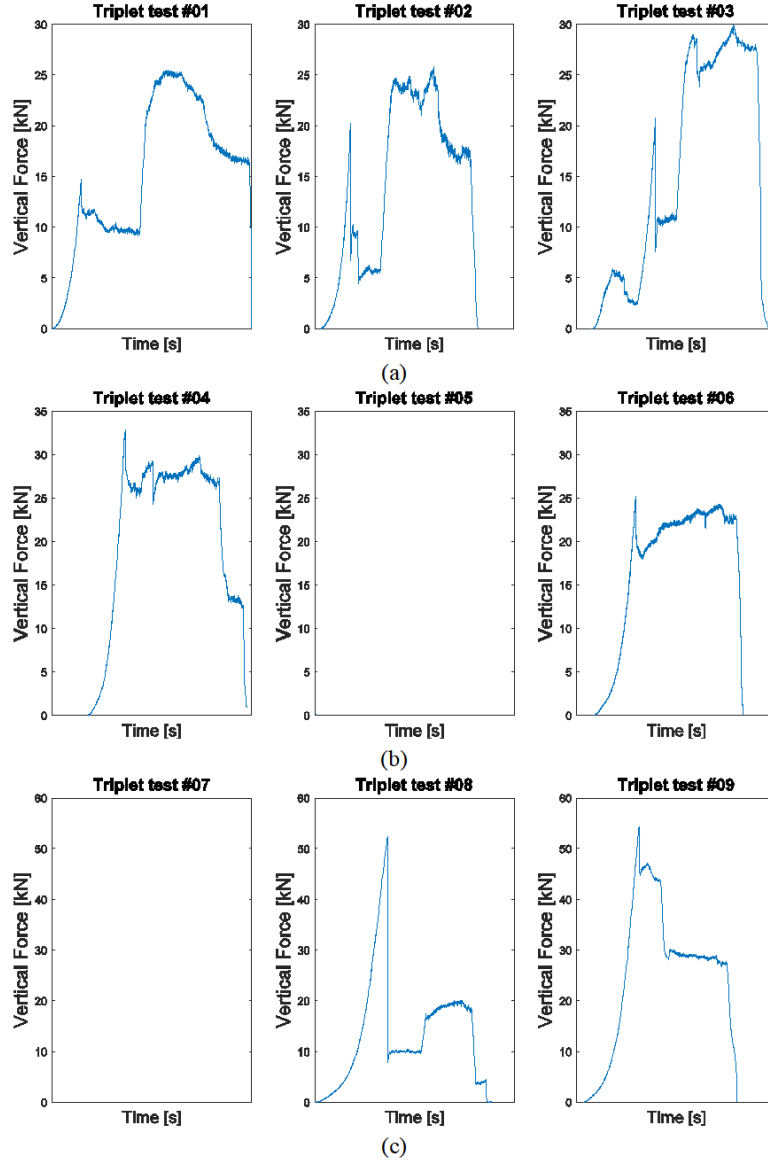 Triplet test #01 Triplet test #02 Triplet test #03
30 30 30
25 25 25
20 20 20
15 15 15
10 10 10
5 5 5
0 0 0
Vertical Force [kN] Vertical Force [kN] Vertical Force [kN]
Time [s] Time [s] Time [s]
(a)
Triplet test #04 Triplet test #05 Triplet test #06
35 35 35
30 30 30
25 25 25
20 20 20
15 15 15
10 10 10
5 5 5
0 0 0
Vertical Force [kN] Vertical Force [kN] Vertical Force [kN]
Time [s] Time [s] Time [s]
(b)
Triplet test #07 Triplet test #08 Triplet test #09
60 60 60
50 50 50
40 40 40
30 30 30
20 20 20
10 10 10
0 0 0
Vertical Force [kN] Vertical Force [kN] Vertical Force [kN]
Time [s] Time [s] Time [s]
(c)